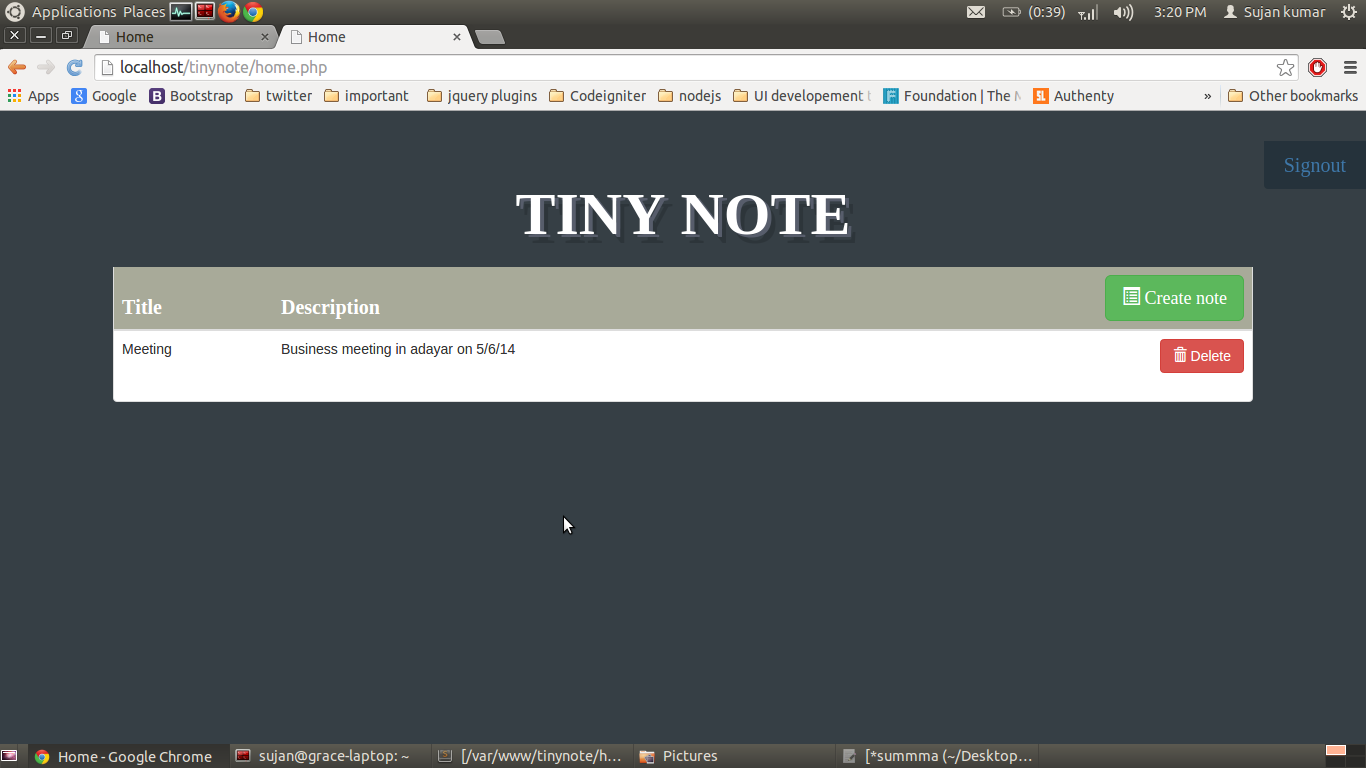 Applications Places (0:39) 3:20 PM Sujan kumar
Home Home
localhost/tinynote/home.php
Apps Google Bootstrap twitter important jquery plugins Codeigniter nodejs UI developement Foundation | The Authenty » Other bookmarks
Signout
TINY NOTE
Title Description Create note
Meeting Business meeting in adayar on 5/6/14 Delete
Home - Google Chrome sujan@grace-laptop: ~ [/var/www/tinynote/h... Pictures [*summma (~/Desktop...